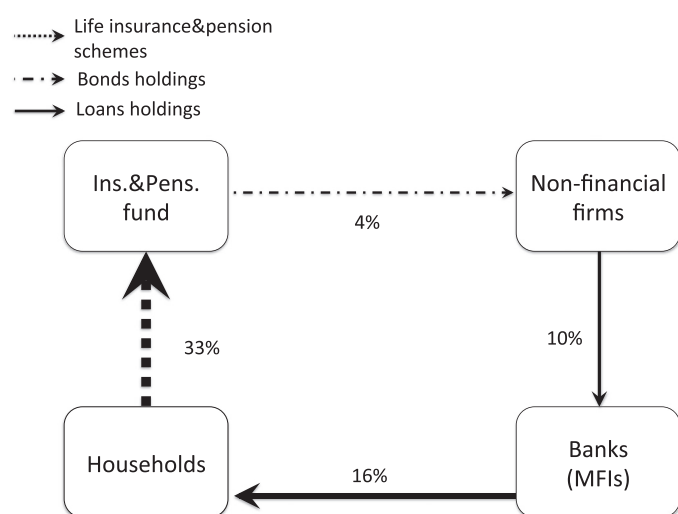 Life insurance&pension
schemes
Bonds holdings
Loans holdings
Ins.&Pens.
fund
Non-financial
firms
4%
33%
10%
Households
16%
Banks
(MFIs)